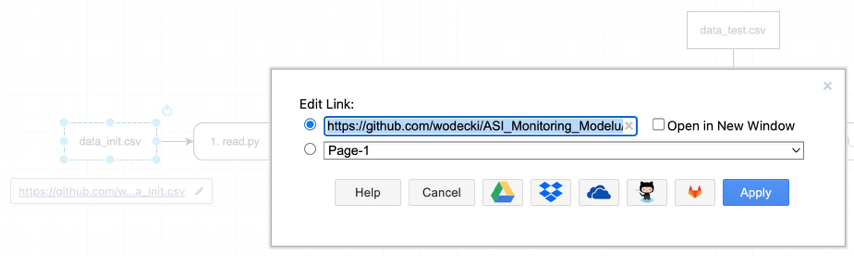 data_test.csv
Edit Link:
https://github.com/wodecki/ASI_Monitoring_Modelu
Open in New Window
data_init.csv
1. read.py
Page-1
https://github.com/w...a_init.csv
Help
Cancel
Apply